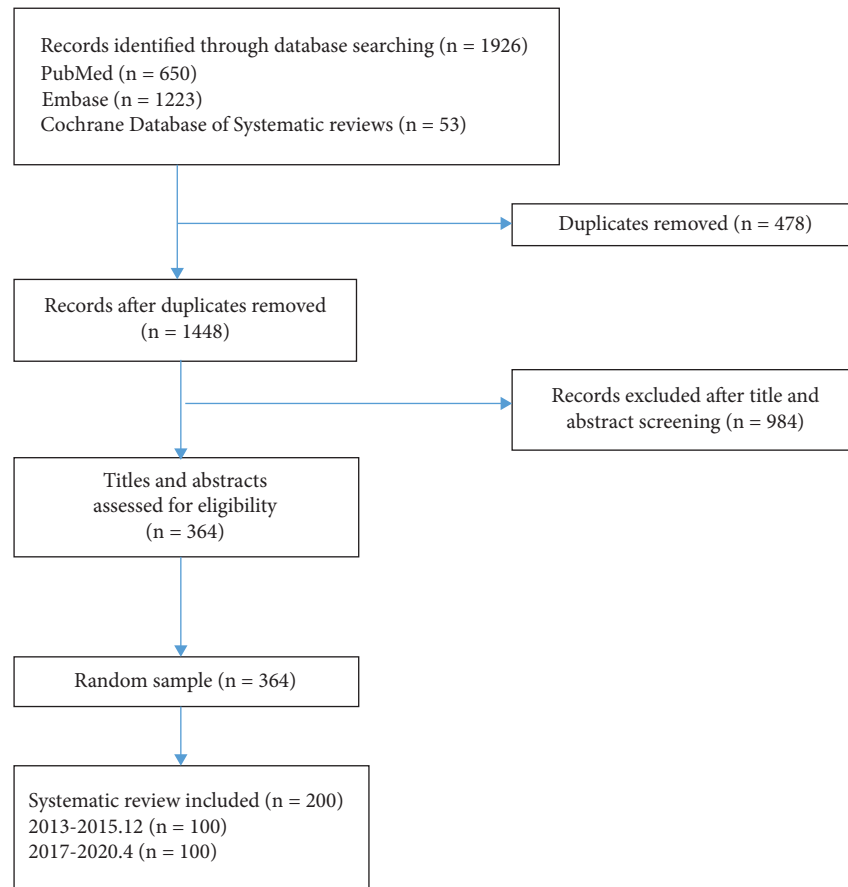 Records identified through database searching (n = 1926)
PubMed (n = 650)
Embase (n = 1223)
Cochrane Database of Systematic reviews (n = 53)
Duplicates removed (n = 478)
Records after duplicates removed
(n = 1448)
Records excluded after title and
abstract screening (n = 984)
Titles and abstracts
assessed for eligibility
(n = 364)
Random sample (n = 364)
Systematic review included (n = 200)
2013-2015.12 (n = 100)
2017-2020.4 (n = 100)